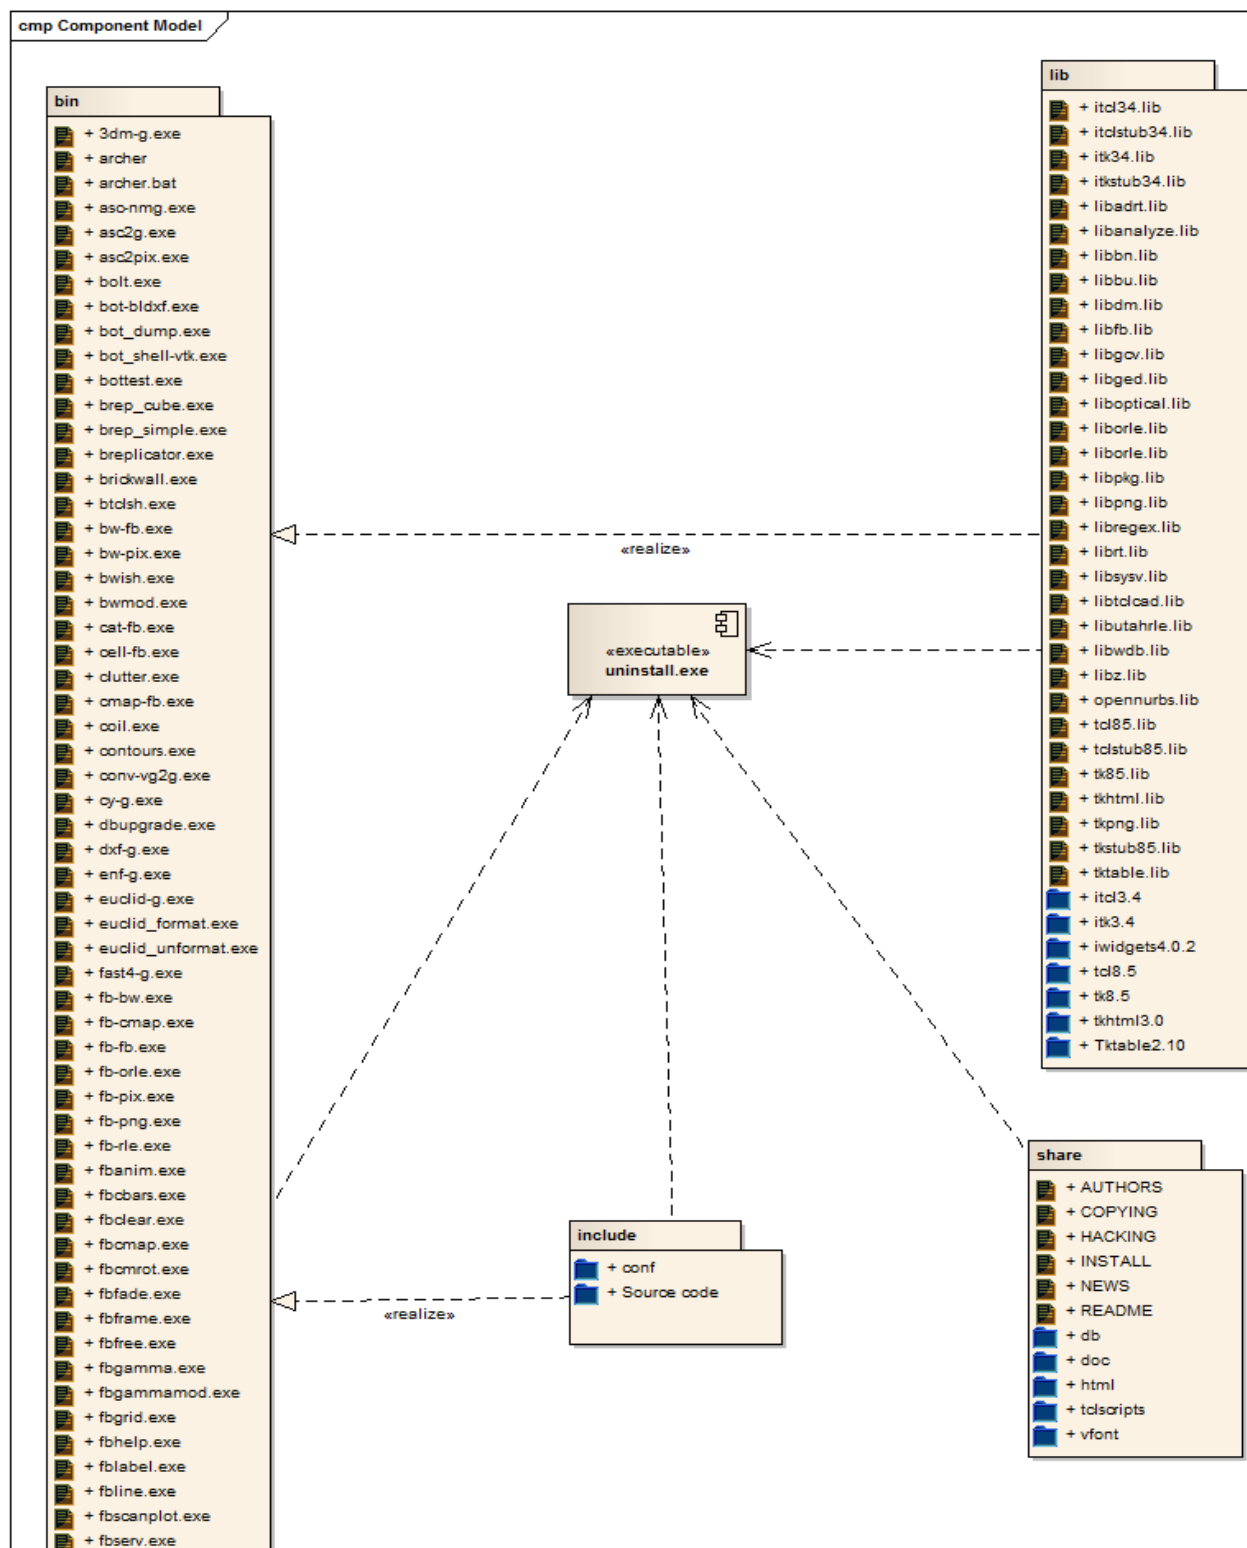 cmp Component Model
bin
+ 3dm-g.exe
+ archer
+ archer.bat
+ asc-nmg.exe
+ asc2g.exe
+ asc2pix.exe
+ bolt.exe
+ bot-bldxf.exe
+ bot_dump.exe
+ bot_shell-vtk.exe
+ bottest.exe
+ brep_cube.exe
+ brep_simple.exe
+ breplicator.exe
+ brickwall.exe
+ btclsh.exe
+ bw-fb.exe
+ bw-pix.exe
+ bwish.exe
+ bwmod.exe
+ cat-fb.exe
+ cell-fb.exe
+ clutter.exe
+ cmap-fb.exe
+ coil.exe
+ contours.exe
+ conv-vg2g.exe
+ cy-g.exe
+ dbupgrade.exe
+ dxf-g.exe
+ enf-g.exe
+ euclid-g.exe
+ euclid_format.exe
+ euclid_unformat.exe
+ fast4-g.exe
+ fb-bw.exe
+ fb-cmap.exe
+ fb-fb.exe
+ fb-orle.exe
+ fb-pix.exe
+ fb-png.exe
+ fb-rle.exe
+ fbanim.exe
+ fbcbars.exe
+ fbclear.exe
+ fbcmap.exe
+ fbcmrot.exe
+ fbfade.exe
+ fbframe.exe
+ fbfree.exe
+ fbgamma.exe
+ fbgammamod.exe
+ fbgrid.exe
+ fbhelp.exe
+ fblabel.exe
+ fbline.exe
+ fbscanplot.exe
+ fbserv.exe
«realize»
«executable»
uninstall.exe
include
+ conf
+ Source code
«realize»
lib
+ itcl34.lib
+ itclstub34.lib
+ itk34.lib
+ itkstub34.lib
+ libadrt.lib
+ libanalyze.lib
+ libbn.lib
+ libbu.lib
+ libdm.lib
+ libfb.lib
+ libgcv.lib
+ libged.lib
+ liboptical.lib
+ liborle.lib
+ liborle.lib
+ libpkg.lib
+ libpng.lib
+ libregex.lib
+ librt.lib
+ libsysv.lib
+ libtclcad.lib
+ libutahrle.lib
+ libwdb.lib
+ libz.lib
+ opennurbs.lib
+ tcl85.lib
+ tclstub85.lib
+ tk85.lib
+ tkhtml.lib
+ tkpng.lib
+ tkstub85.lib
+ tktable.lib
+ itcl3.4
+ itk3.4
+ iwidgets4.0.2
+ tcl8.5
+ tk8.5
+ tkhtml3.0
+ Tktable2.10
share
+ AUTHORS
+ COPYING
+ HACKING
+ INSTALL
+ NEWS
+ README
+ db
+ doc
+ html
+ tclscripts
+ vfont